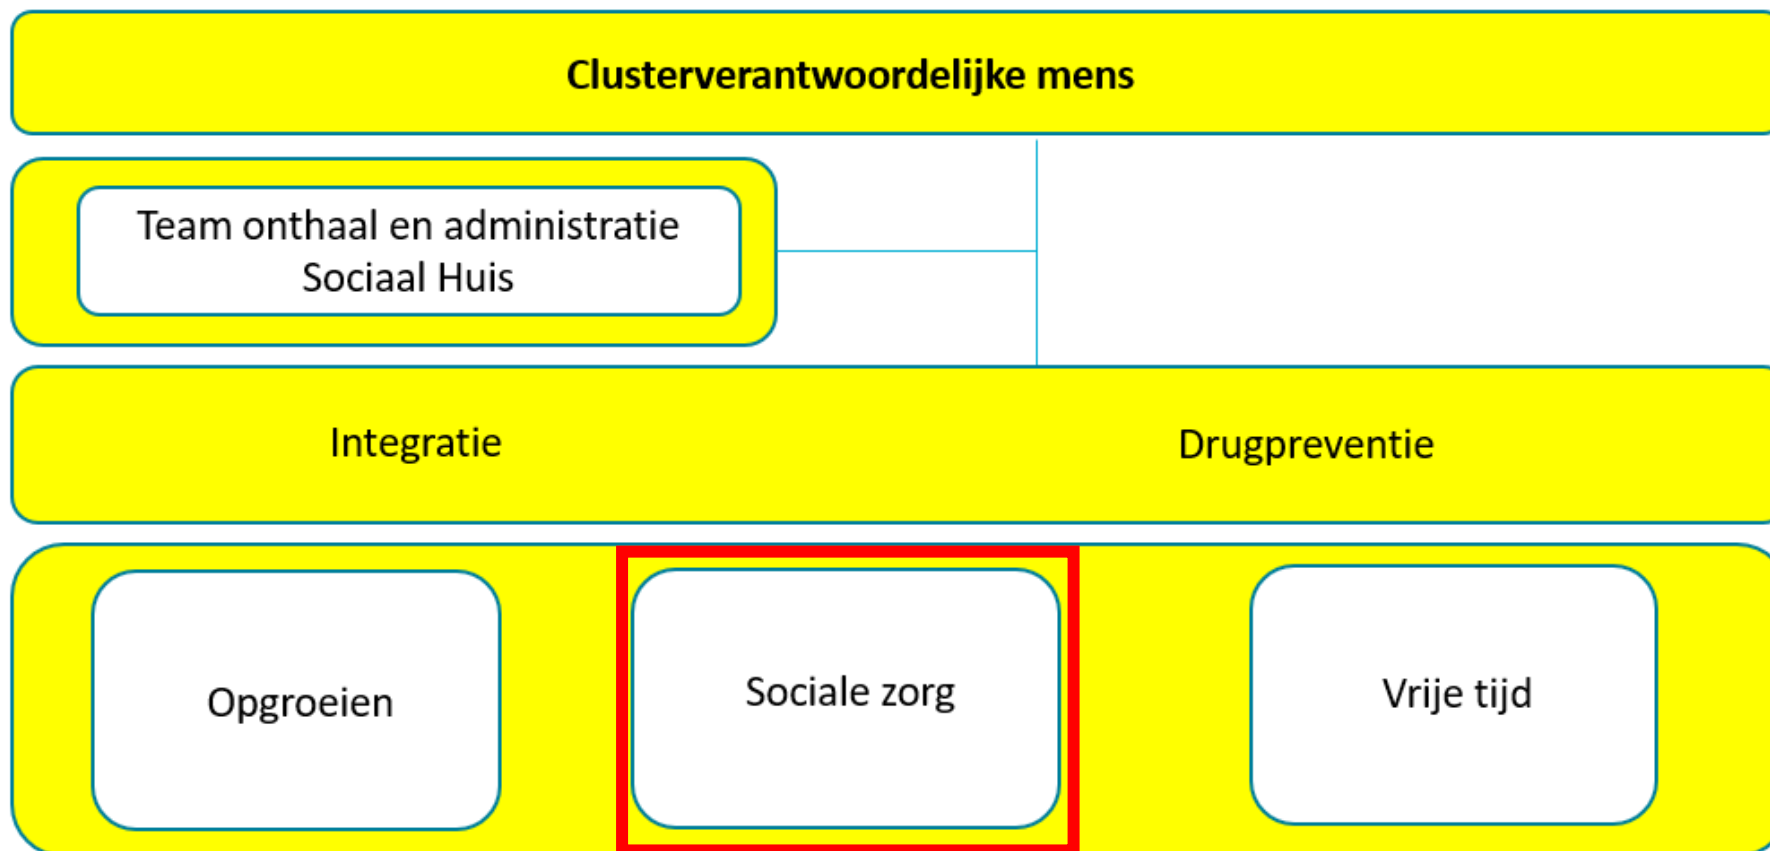 Clusterverantwoordelijke mens
Team onthaal en administratie
Sociaal Huis
Integratie
Drugpreventie
Opgroeien
Sociale zorg
Vrije tijd